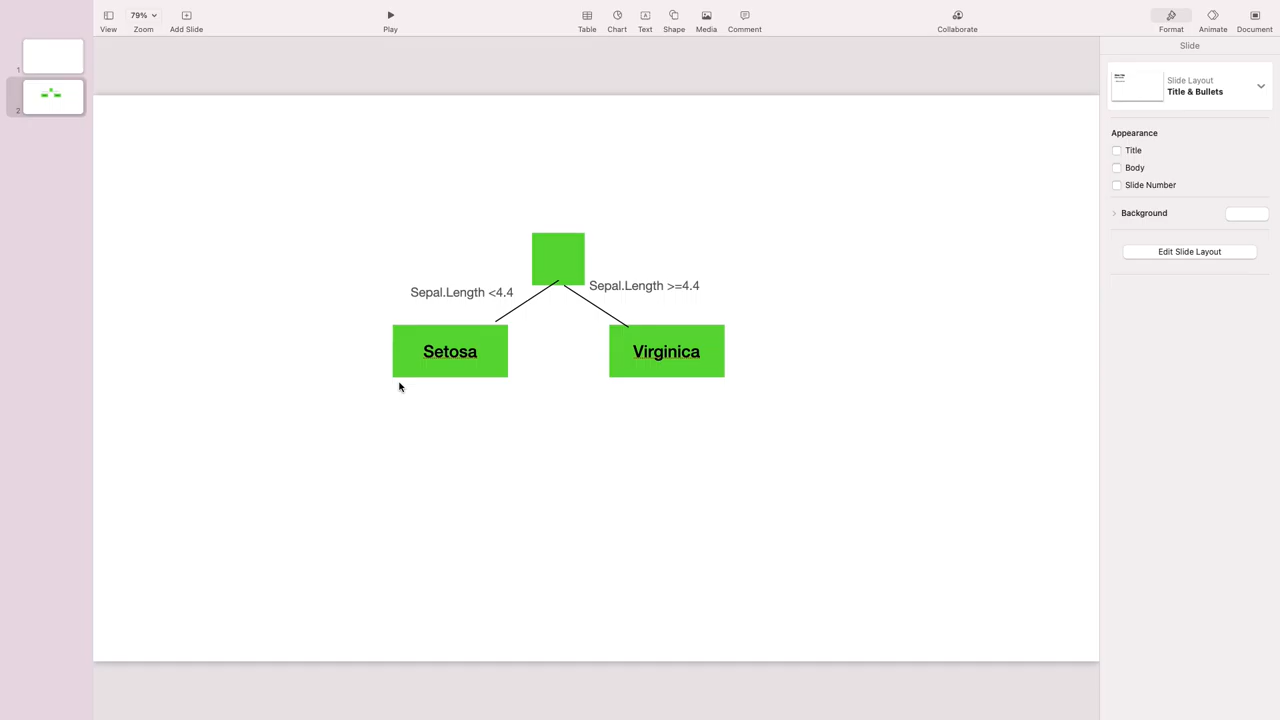 79%
View
Zoom
Add Slide
Play
Table
Chart
Text
Shape
Media
Comment
Collaborate
Format
Animate
Document
Slide
1
2
Slide Layout
Title & Bullets
Appearance
Title
Body
Slide Number
Background
Edit Slide Layout
Sepal.Length <4.4
Sepal.Length >=4.4
Setosa
Virginica